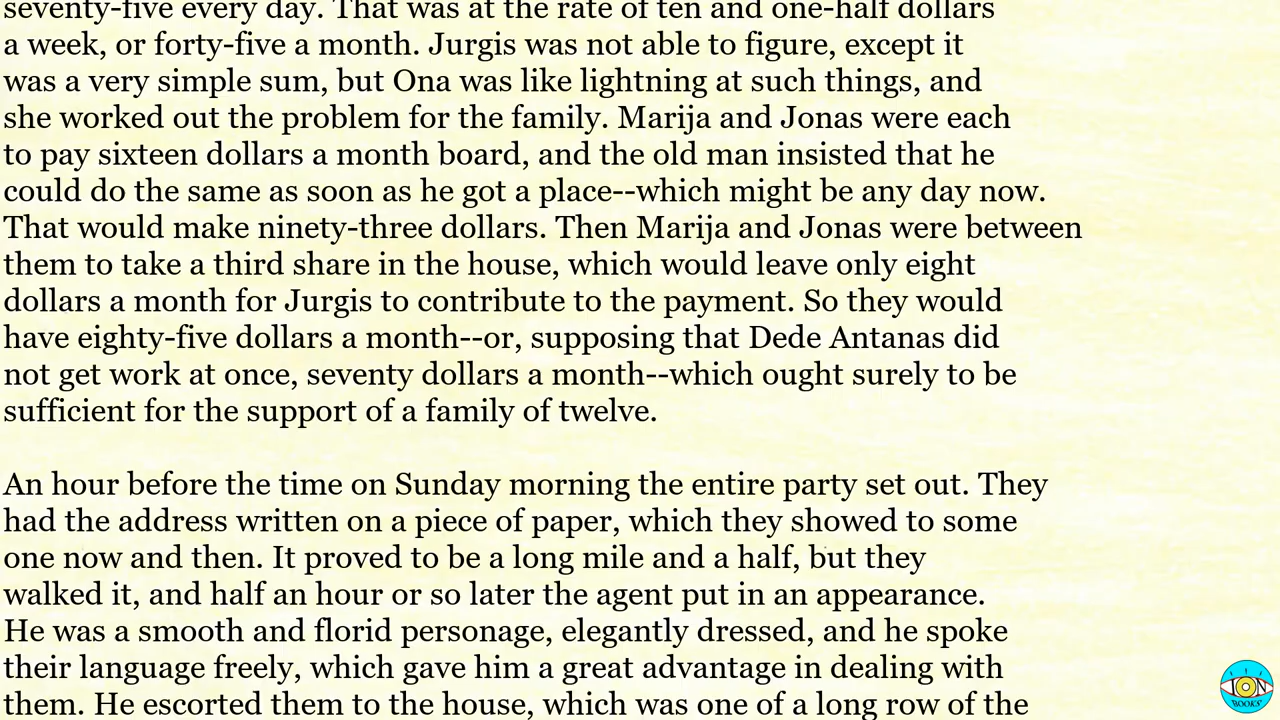 seventy-five every day. That was at the rate of ten and one-half dollars
a week, or forty-five a month. Jurgis was not able to figure, except it
was a very simple sum, but Ona was like lightning at such things, and
she worked out the problem for the family. Marija and Jonas were each
to pay sixteen dollars a month board, and the old man insisted that he
could do the same as soon as he got a place--which might be any day now.
That would make ninety-three dollars. Then Marija and Jonas were between
them to take a third share in the house, which would leave only eight
dollars a month for Jurgis to contribute to the payment. So they would
have eighty-five dollars a month--or, supposing that Dede Antanas did
not get work at once, seventy dollars a month--which ought surely to be
sufficient for the support of a family of twelve.
An hour before the time on Sunday morning the entire party set out. They
had the address written on a piece of paper, which they showed to some
one now and then. It proved to be a long mile and a half, but they
walked it, and half an hour or so later the agent put in an appearance.
He was a smooth and florid personage, elegantly dressed, and he spoke
their language freely, which gave him a great advantage in dealing with
them. He escorted them to the house, which was one of a long row of the
ION
BOOKS